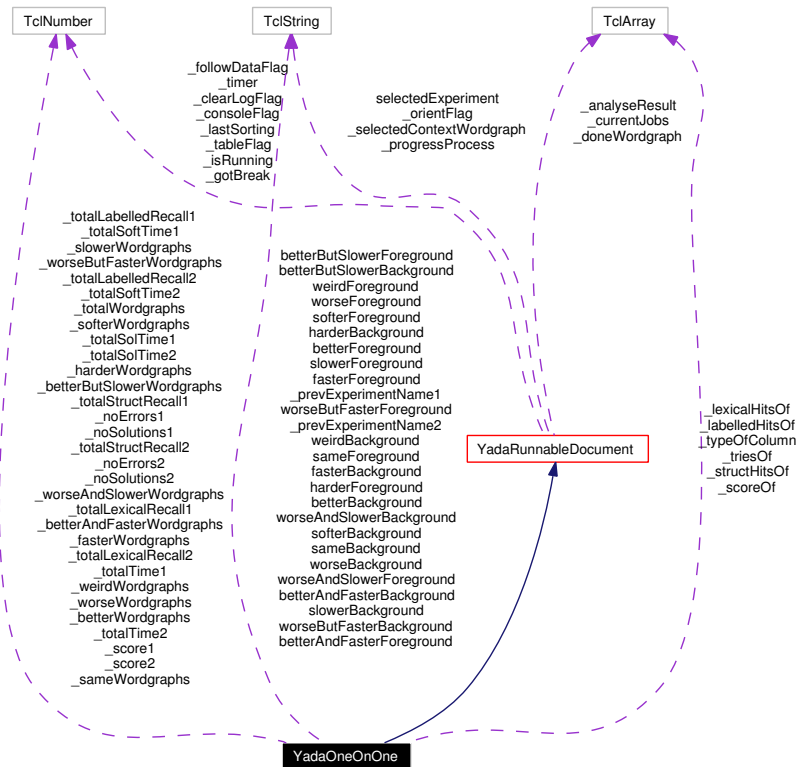 TclNumber
TclString
TclArray
_followDataFlag
_timer
_clearLogFlag
_consoleFlag
_lastSorting
_tableFlag
_isRunning
_gotBreak
selectedExperiment
_orientFlag
_selectedContextWordgraph
_progressProcess
_analyseResult
_currentJobs
_doneWordgraph
_totalLabelledRecall1
_totalSoftTime1
_slowerWordgraphs
_worseButFasterWordgraphs
_totalLabelledRecall2
_totalSoftTime2
_totalWordgraphs
_softerWordgraphs
_totalSolTime1
_totalSolTime2
_harderWordgraphs
_betterButSlowerWordgraphs
_totalStructRecall1
_noErrors1
_noSolutions1
_totalStructRecall2
_noErrors2
_noSolutions2
_worseAndSlowerWordgraphs
_totalLexicalRecall1
_betterAndFasterWordgraphs
_fasterWordgraphs
_totalLexicalRecall2
_totalTime1
_weirdWordgraphs
_worseWordgraphs
_betterWordgraphs
_totalTime2
_score1
_score2
_sameWordgraphs
betterButSlowerForeground
betterButSlowerBackground
weirdForeground
worseForeground
softerForeground
harderBackground
betterForeground
slowerForeground
fasterForeground
_prevExperimentName1
worseButFasterForeground
_prevExperimentName2
weirdBackground
sameForeground
fasterBackground
harderForeground
betterBackground
worseAndSlowerBackground
softerBackground
sameBackground
worseBackground
worseAndSlowerForeground
betterAndFasterBackground
slowerBackground
worseButFasterBackground
betterAndFasterForeground
YadaRunnableDocument
_lexicalHitsOf
_labelledHitsOf
_typeOfColumn
_triesOf
_structHitsOf
_scoreOf
YadaOneOnOne